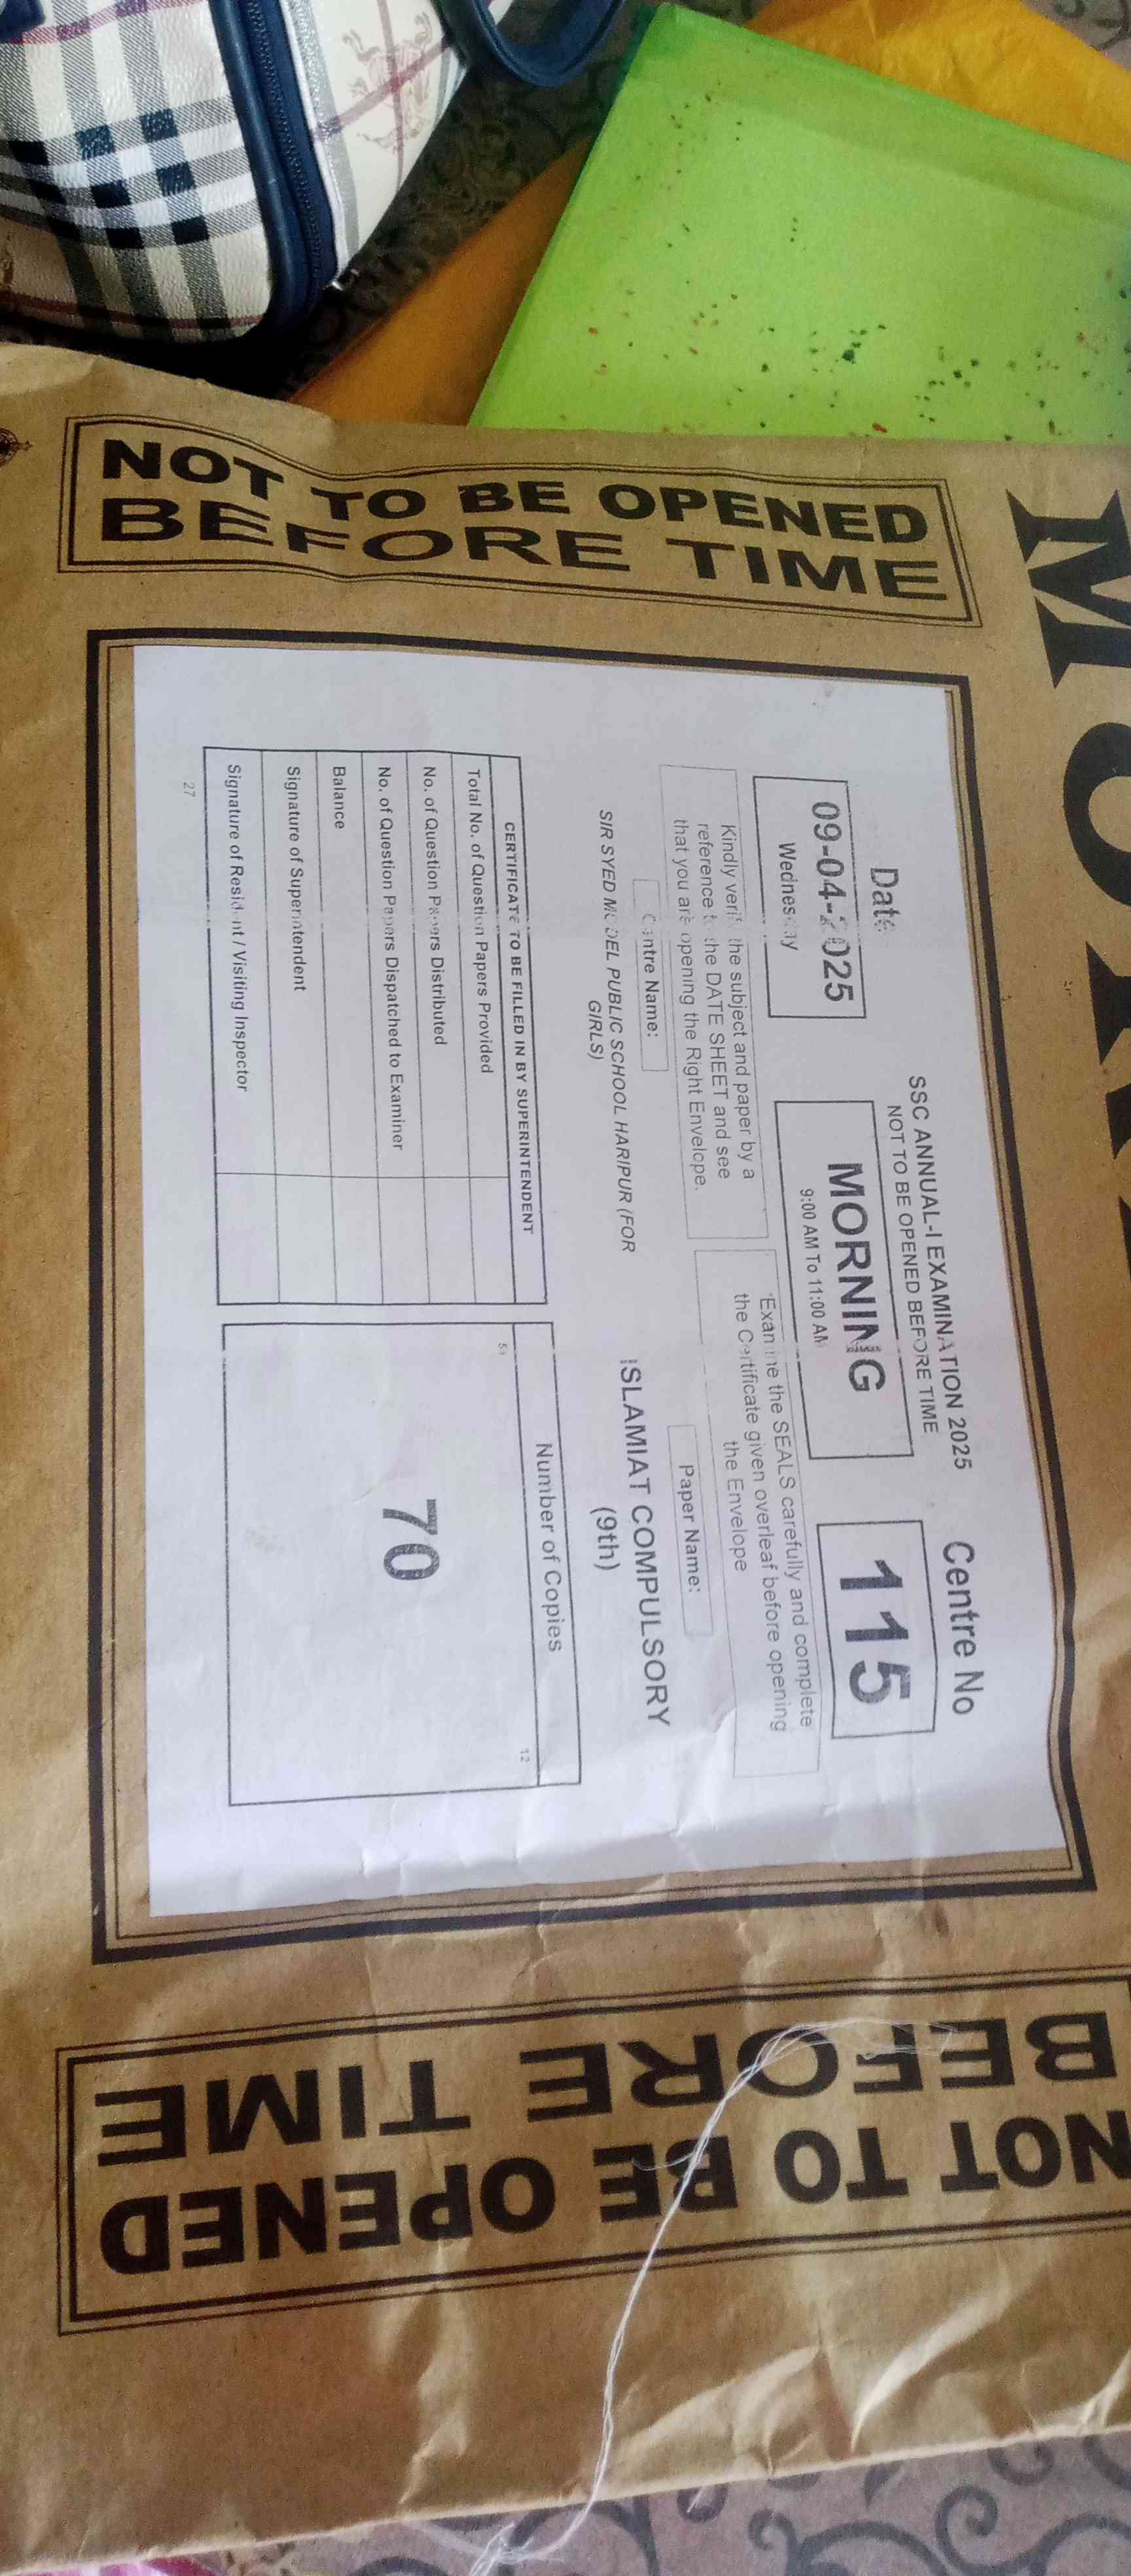 NOT TO BE OPENED
BEFORE TIME
SSC ANNUAL-I EXAMINATION 2025
NOT TO BE OPENED BEFORE TIME
Date
09-04-2025
Wednesday
MORNING
9:00 AM To 11:00 AM
Centre No
115
Kindly verify the subject and paper by a
reference to the DATE SHEET and see
that you are opening the Right Envelope.
"Examine the SEALS carefully and complete
the Certificate given overleaf before opening
the Envelope
Centre Name:
SIR SYED MODEL PUBLIC SCHOOL HARIPUR (FOR
GIRLS)
Paper Name:
ISLAMIAT COMPULSORY
(9th)
CERTIFICATE TO BE FILLED IN BY SUPERINTENDENT
Total No. of Question Papers Provided
No. of Question Papers Distributed
No. of Question Papers Dispatched to Examiner
Balance
Signature of Superintendent
Signature of Resident / Visiting Inspector
27
Number of Copies
12
70
NOT TO BE OPENED
BEFORE TIME